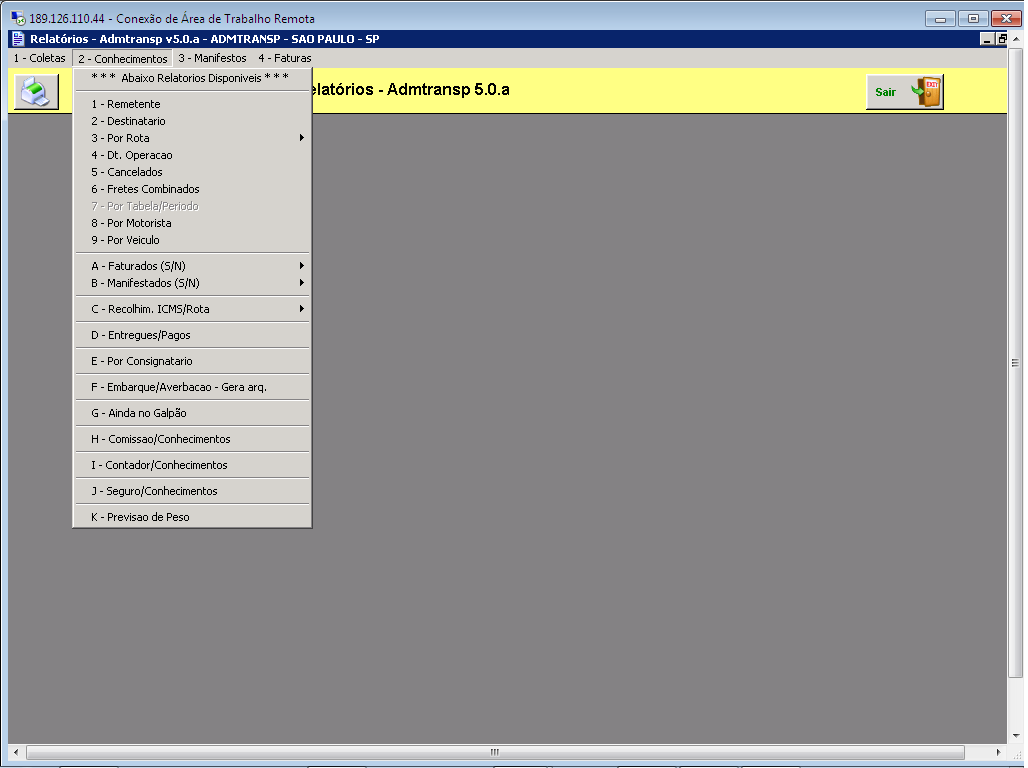 189.126.110.44 - Conexão de Área de Trabalho Remota
Relatórios - Admtransp v5.0.a - ADMTRANSP - SAO PAULO - SP
1 - Coletas 2 - Conhecimentos 3 - Manifestos 4 - Faturas
* * * Abaixo Relatorios Disponiveis * * *
elatórios - Admtransp 5.0.a
Sair
EXIT
1 - Remetente
2 - Destinatario
3 - Por Rota
4 - Dt. Operacao
5 - Cancelados
6 - Fretes Combinados
7 - Por Tabela/Periodo
8 - Por Motorista
9 - Por Veiculo
A - Faturados (S/N)
B - Manifestados (S/N)
C - Recolhim. ICMS/Rota
D - Entregues/Pagos
E - Por Consignatario
F - Embarque/Averbacao - Gera arq.
G - Ainda no Galpão
H - Comissao/Conhecimentos
I - Contador/Conhecimentos
J - Seguro/Conhecimentos
K - Previsao de Peso